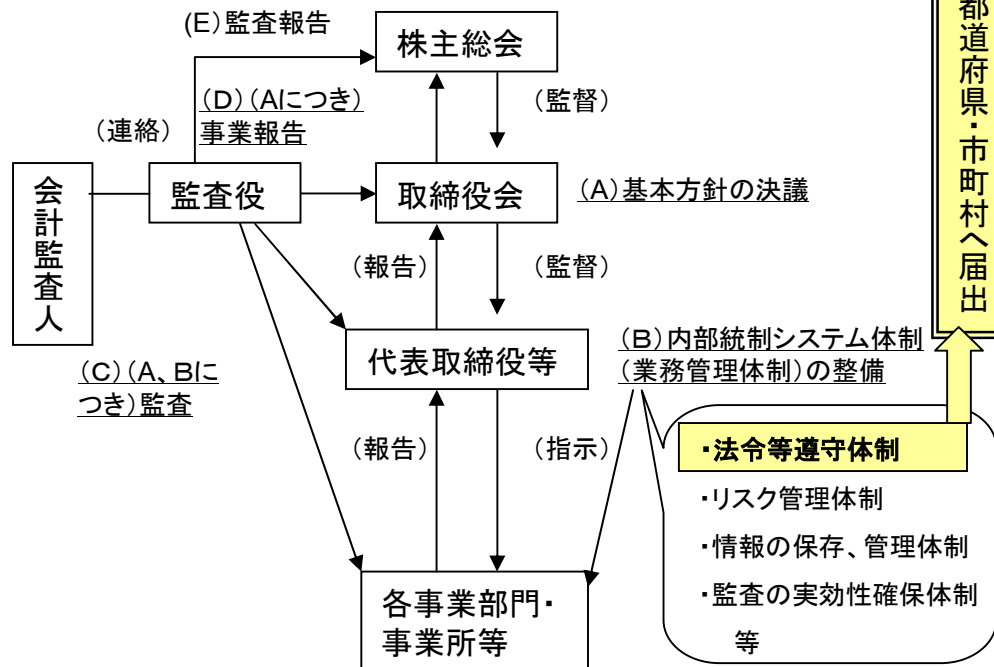 (E)監査報告
株主総会
(D)(Aにつき)
事業報告
(監督)
(連絡)
会計監査人
監査役
取締役会
(A)基本方針の決議
(報告)
(監督)
代表取締役等
(B)内部統制システム体制
(業務管理体制)の整備
(C)(A、Bに
つき)監査
(報告)
(指示)
・法令等遵守体制
・リスク管理体制
・情報の保存、管理体制
・監査の実効性確保体制
等
各事業部門・
事業所等
都道府県・市町村へ届出